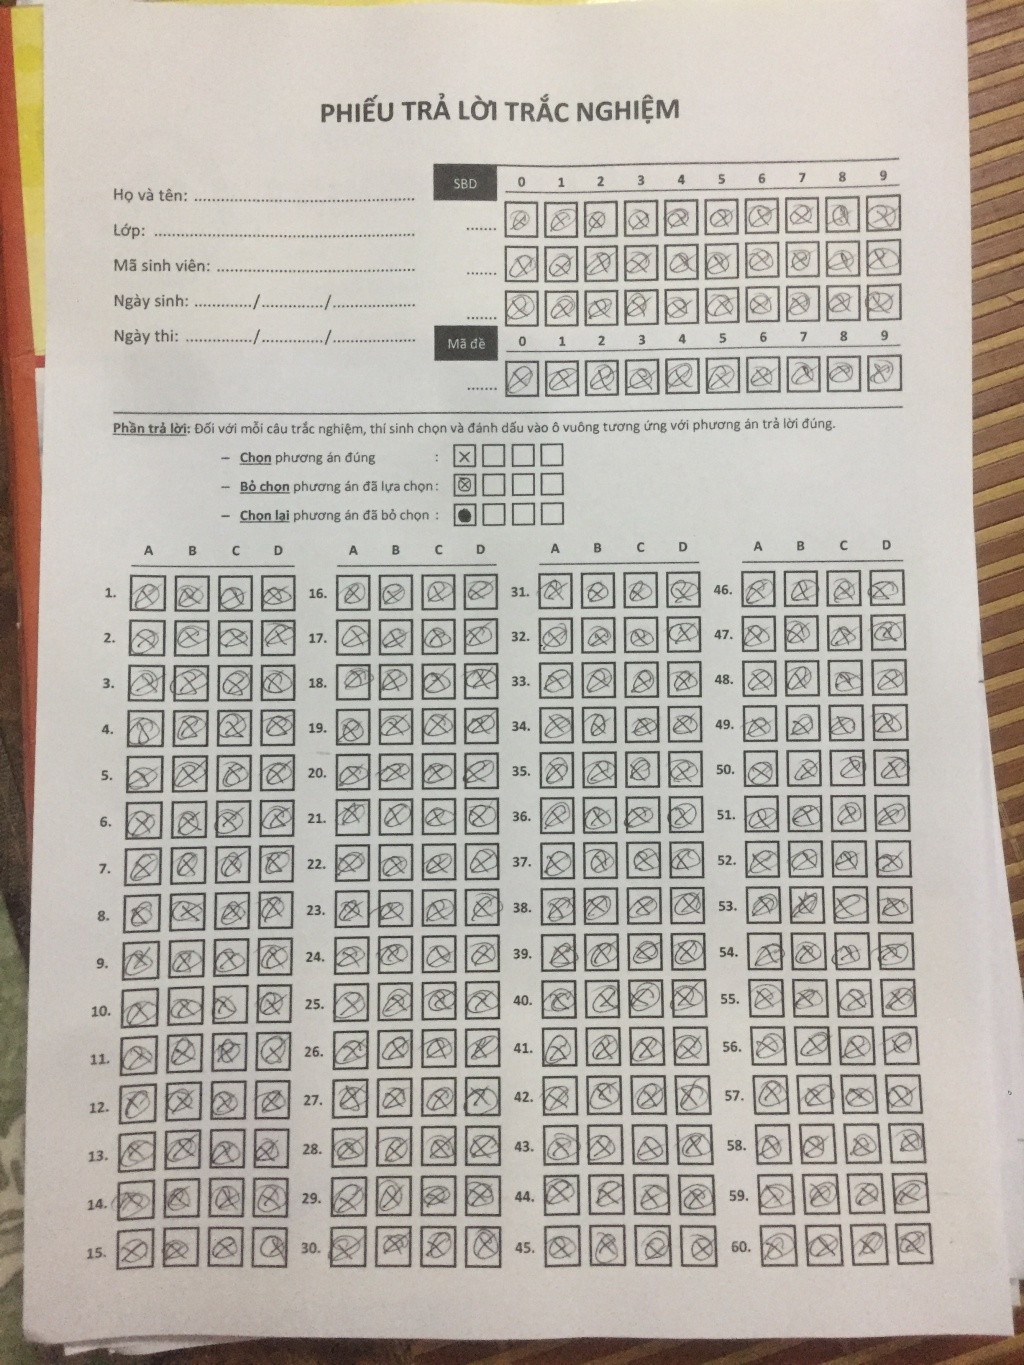 PHIẾU TRẢ LỜI TRẮC NGHIỆM
SBD 0 1 2 3 4 5 6 7 8 9
Họ và tên: ............................................
Lớp: ....................................................
.......
Mã sinh viên: ........................................
.......
Ngày sinh: ............/............./.................
.......
Ngày thi: ............./............./.................
Mã đề 0 1 2 3 4 5 6 7 8 9
.......
Phần trả lời: Đối với mỗi câu trắc nghiệm, thí sinh chọn và đánh dấu vào ô vuông tương ứng với phương án trả lời đúng.
– Chọn phương án đúng :
– Bỏ chọn phương án đã lựa chọn :
– Chọn lại phương án đã bỏ chọn :
A B C D A B C D A B C D A B C D
1. 16. 31. 46.
2. 17. 32. 47.
3. 18. 33. 48.
4. 19. 34. 49.
5. 20. 35. 50.
6. 21. 36. 51.
7. 22. 37. 52.
8. 23. 38. 53.
9. 24. 39. 54.
10. 25. 40. 55.
11. 26. 41. 56.
12. 27. 42. 57.
13. 28. 43. 58.
14. 29. 44. 59.
15. 30. 45. 60.